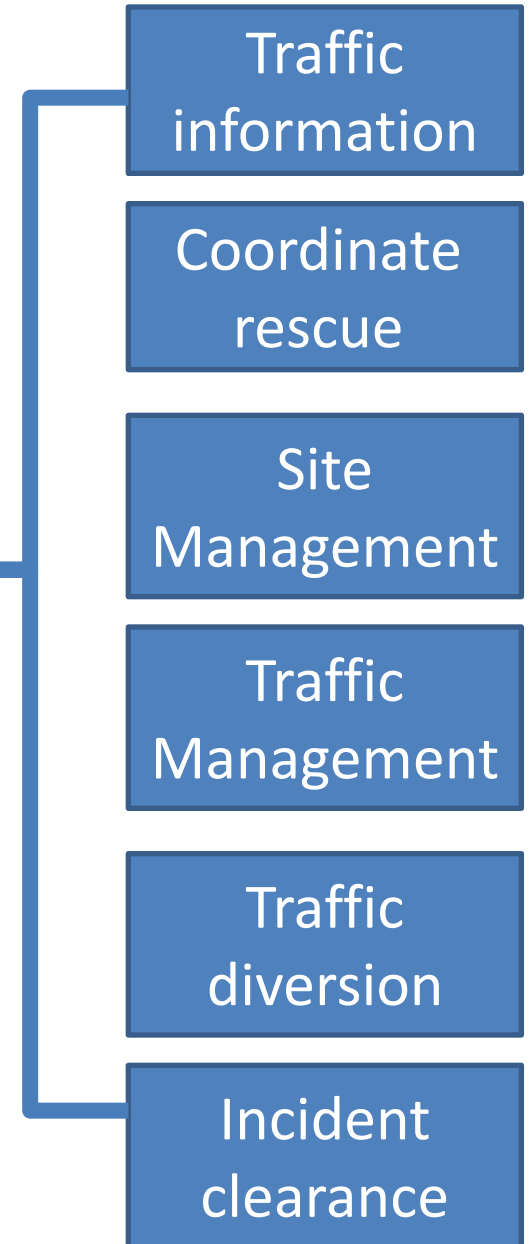 Traffic
information
Coordinate
rescue
Site
Management
Traffic
Management
Traffic
diversion
Incident
clearance